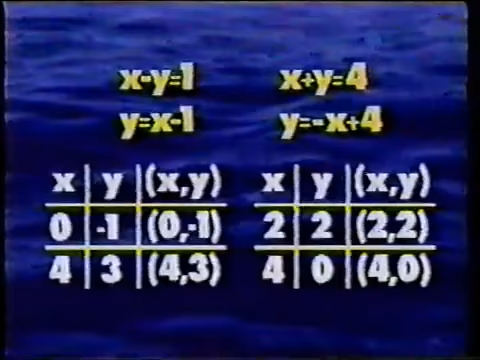 x-y=1 x+y=4
y=x-1 y=-x+4
x y (x,y) x y (x,y)
0 -1 (0,-1) 2 2 (2,2)
4 3 (4,3) 4 0 (4,0)